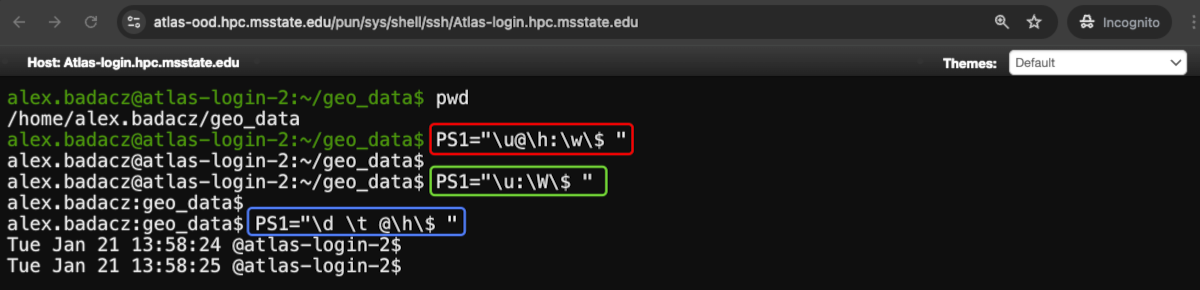 atlas-ood.hpc.msstate.edu/pun/sys/shell/ssh/Atlas-login.hpc.msstate.edu Incognito
Host: Atlas-login.hpc.msstate.edu Themes: Default
alex.badacz@atlas-login-2:~/geo_data$ pwd
/home/alex.badacz/geo_data
alex.badacz@atlas-login-2:~/geo_data$ PS1="\u@\h:\w\$ "
alex.badacz@atlas-login-2:~/geo_data$
alex.badacz@atlas-login-2:~/geo_data$ PS1="\u:\W\$ "
alex.badacz:geo_data$
alex.badacz:geo_data$ PS1="\d \t @\h\$ "
Tue Jan 21 13:58:24 @atlas-login-2$
Tue Jan 21 13:58:25 @atlas-login-2$